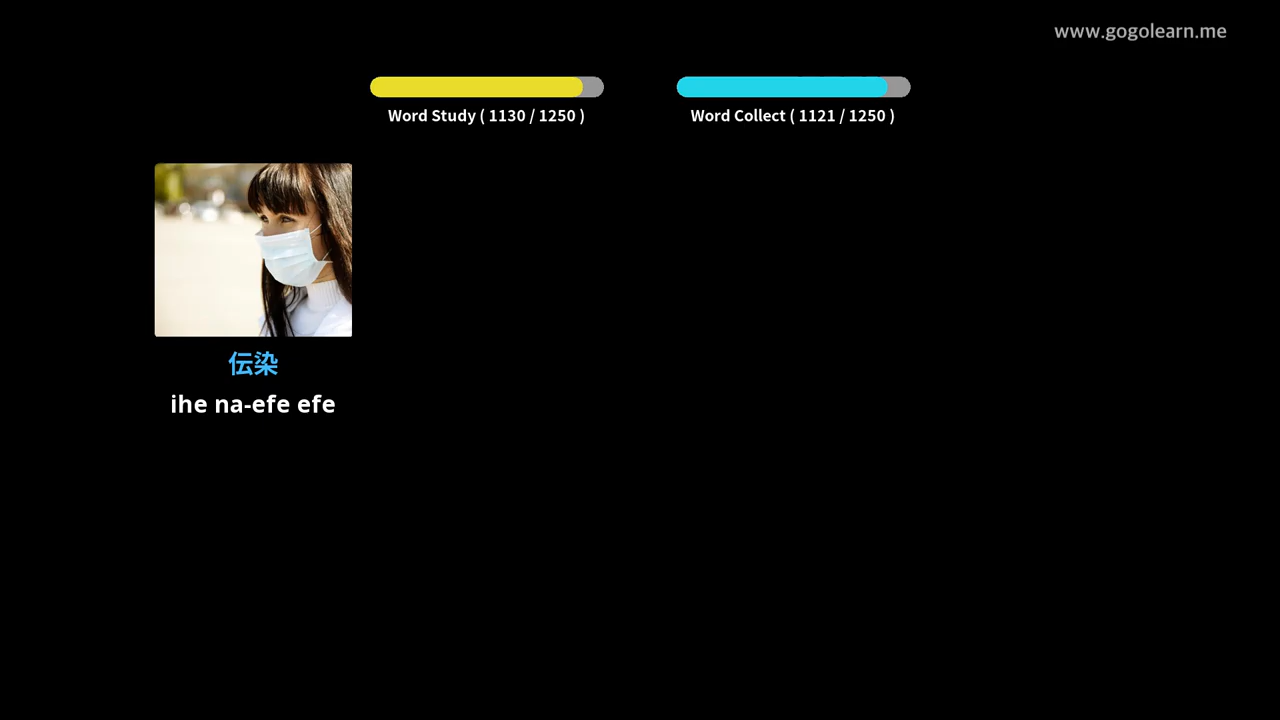 www.gogolearn.me
Word Study ( 1130 / 1250 )
Word Collect ( 1121 / 1250 )
伝染
ihe na-efe efe